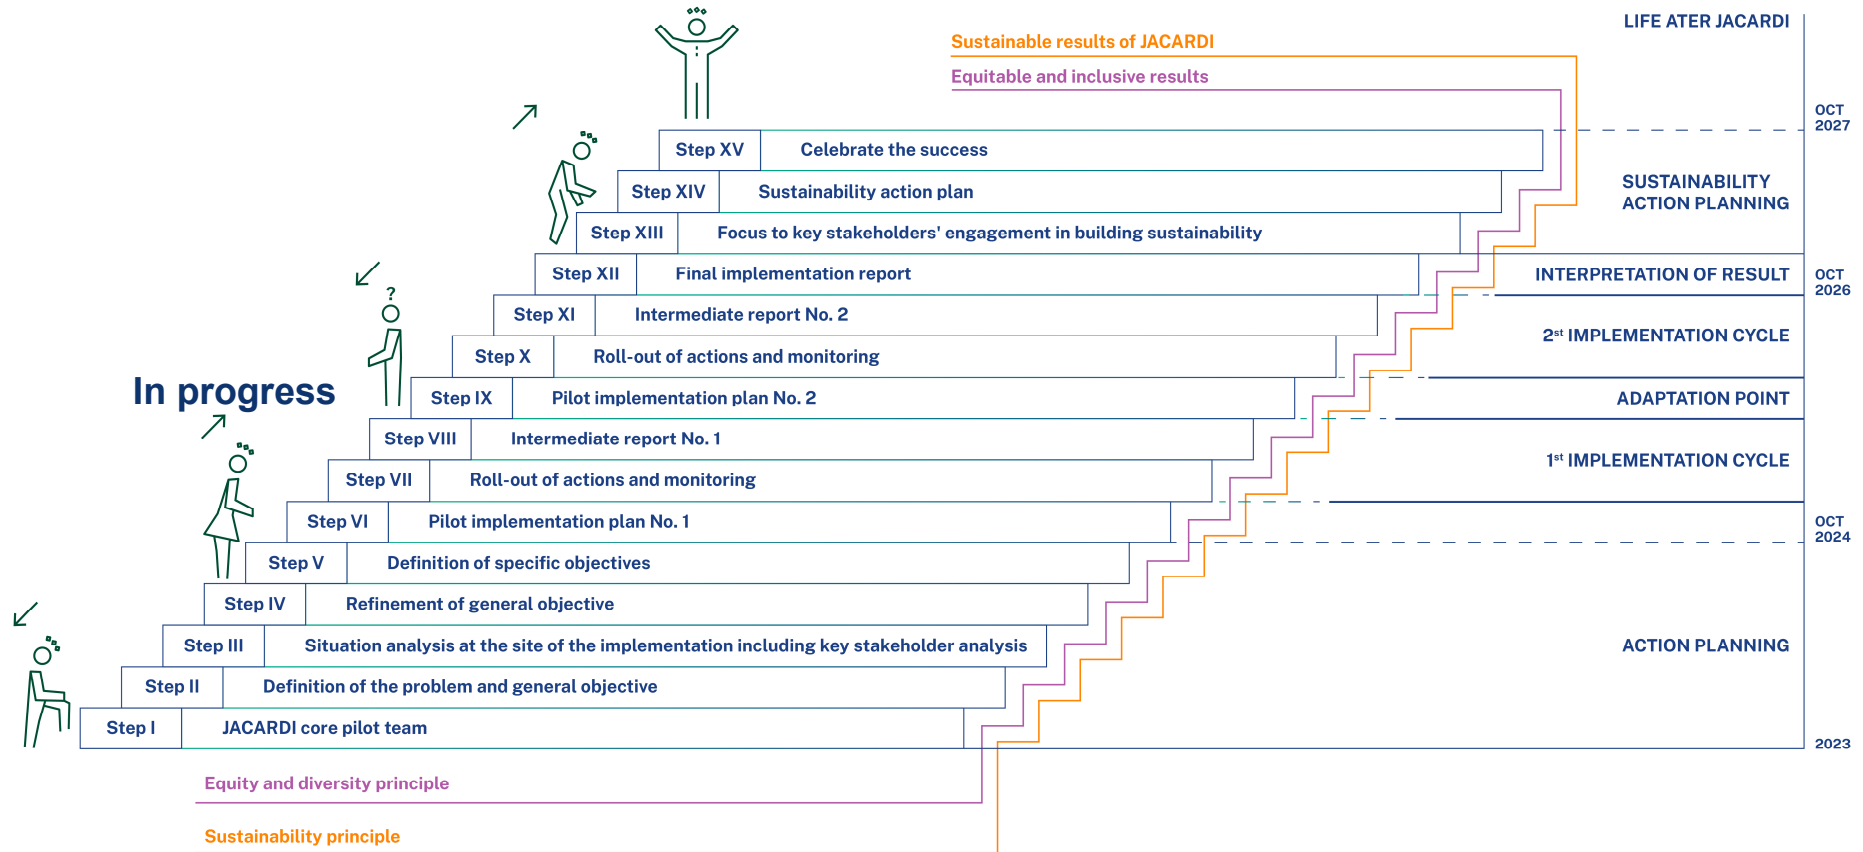 LIFE ATER JACARDI
Sustainable results of JACARDI
Equitable and inclusive results
OCT
2027
Step XV Celebrate the success
Step XIV Sustainability action plan
SUSTAINABILITY
ACTION PLANNING
Step XIII Focus to key stakeholders' engagement in building sustainability
Step XII Final implementation report
INTERPRETATION OF RESULT
OCT
2026
?
Step XI Intermediate report No. 2
2st IMPLEMENTATION CYCLE
Step X Roll-out of actions and monitoring
In progress
Step IX Pilot implementation plan No. 2
ADAPTATION POINT
Step VIII Intermediate report No. 1
1st IMPLEMENTATION CYCLE
Step VII Roll-out of actions and monitoring
Step VI Pilot implementation plan No. 1
OCT
2024
Step V Definition of specific objectives
Step IV Refinement of general objective
Step III Situation analysis at the site of the implementation including key stakeholder analysis
ACTION PLANNING
Step II Definition of the problem and general objective
Step I JACARDI core pilot team
2023
Equity and diversity principle
Sustainability principle